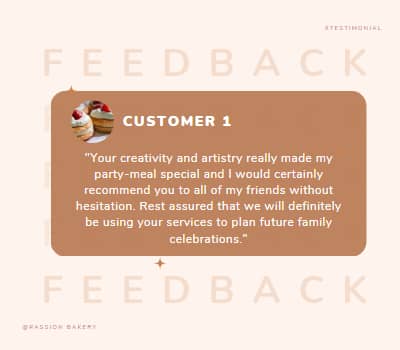 #TESTIMONIAL
FEEDBACK
CUSTOMER 1
"Your creativity and artistry really made my
party-meal special and I would certainly
recommend you to all of my friends without
hesitation. Rest assured that we will definitely
be using your services to plan future family
celebrations."
FEEDBACK
@PASSION BAKERY